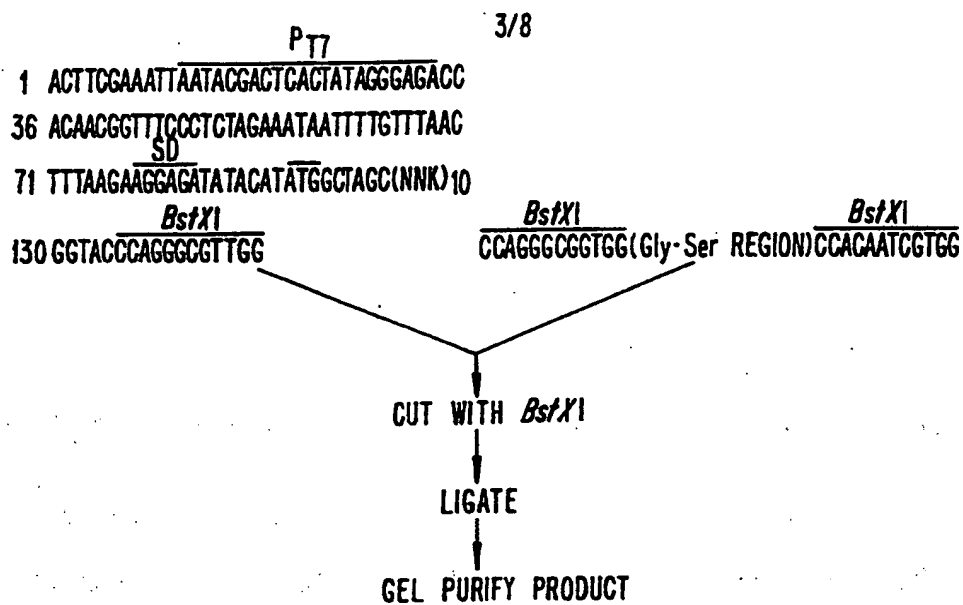 3/8
PT7
1 ACTTCGAAATTAATACGACTCACTATAGGGAGACC
36 ACAACGGTTTCCCTCTAGAAATAATTTTGTTTAAC
SD
71 TTTAAGAAGGAGATATACATATGGCTAGC(NNK)10
BstXI
130 GGTACCCAGGGCGTTGG
BstXI BstXI
CCAGGGCGGTGG(Gly-Ser REGION)CCACAATCGTGG
CUT WITH BstXI
LIGATE
GEL PURIFY PRODUCT